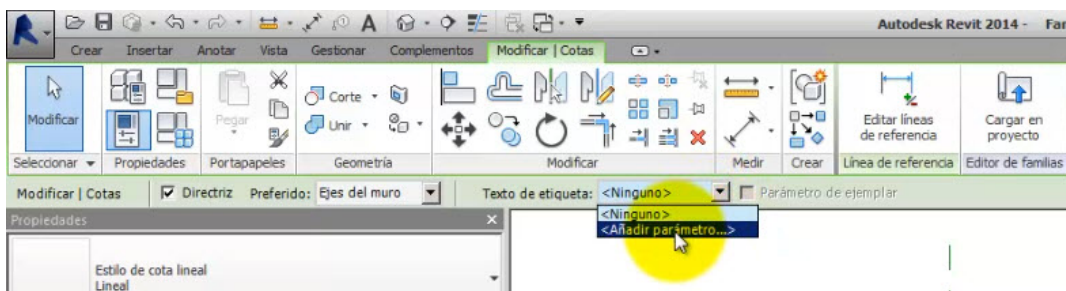 Autodesk Revit 2014 - Far
Crear Insertar Anotar Vista Gestionar Complementos Modificar | Cotas
Modificar Pegar Corte Unir Editar líneas de referencia Cargar en proyecto
Seleccionar Propiedades Portapapeles Geometría Modificar Medir Crear Línea de referencia Editor de familias
Modificar | Cotas Directriz Preferido: Ejes del muro Texto de etiqueta: <Ninguno> Parámetro de ejemplar
<Ninguno>
<Añadir parámetro...>
Propiedades
Estilo de cota lineal
Lineal